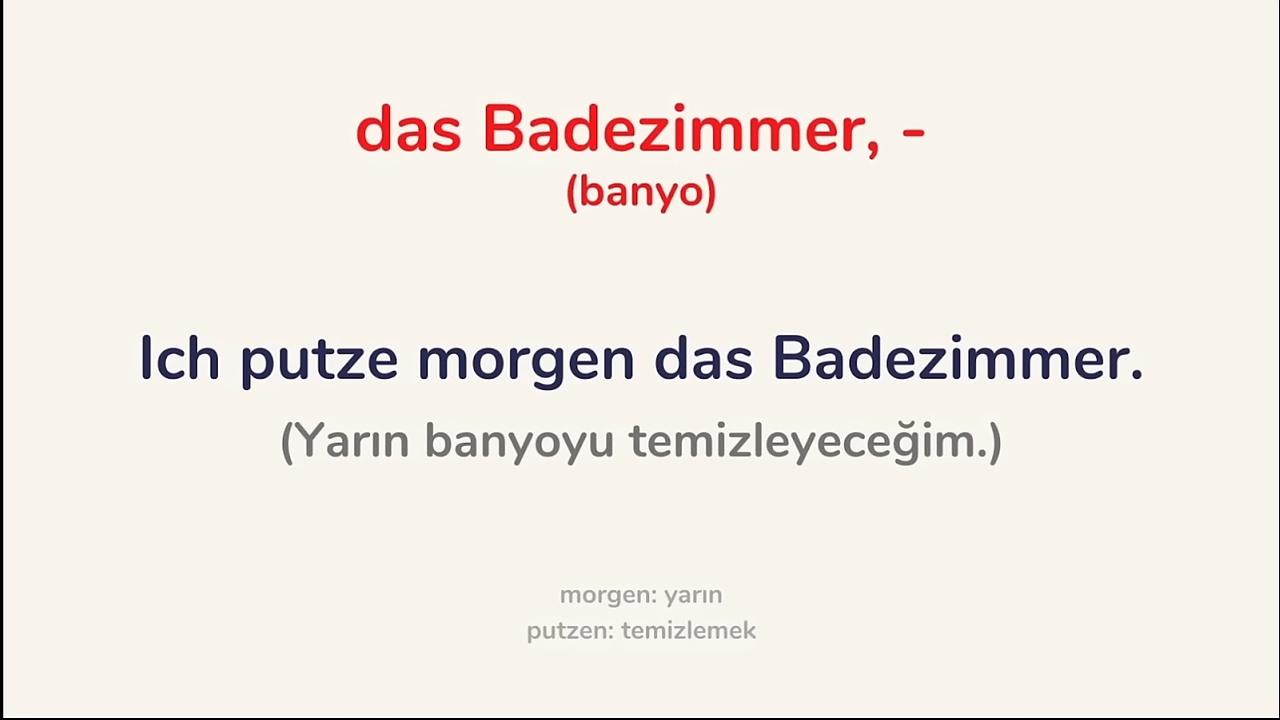 das Badezimmer, -
(banyo)
Ich putze morgen das Badezimmer.
(Yarın banyoyu temizleyeceğim.)
morgen: yarın
putzen: temizlemek